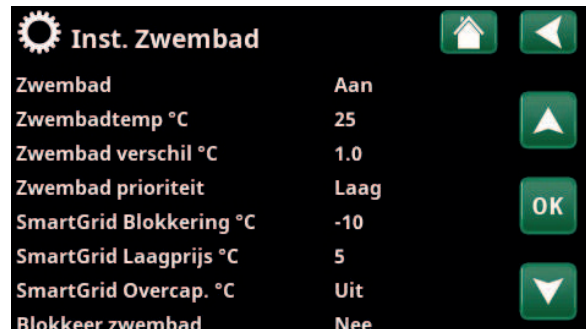 Inst. Zwembad
Zwembad Aan
Zwembadtemp °C 25
Zwembad verschil °C 1.0
Zwembad prioriteit Laag
SmartGrid Blokkering °C -10
SmartGrid Laagprijs °C 5
OK
SmartGrid Overcap. °C Uit
Blokkeer zwembad Nee